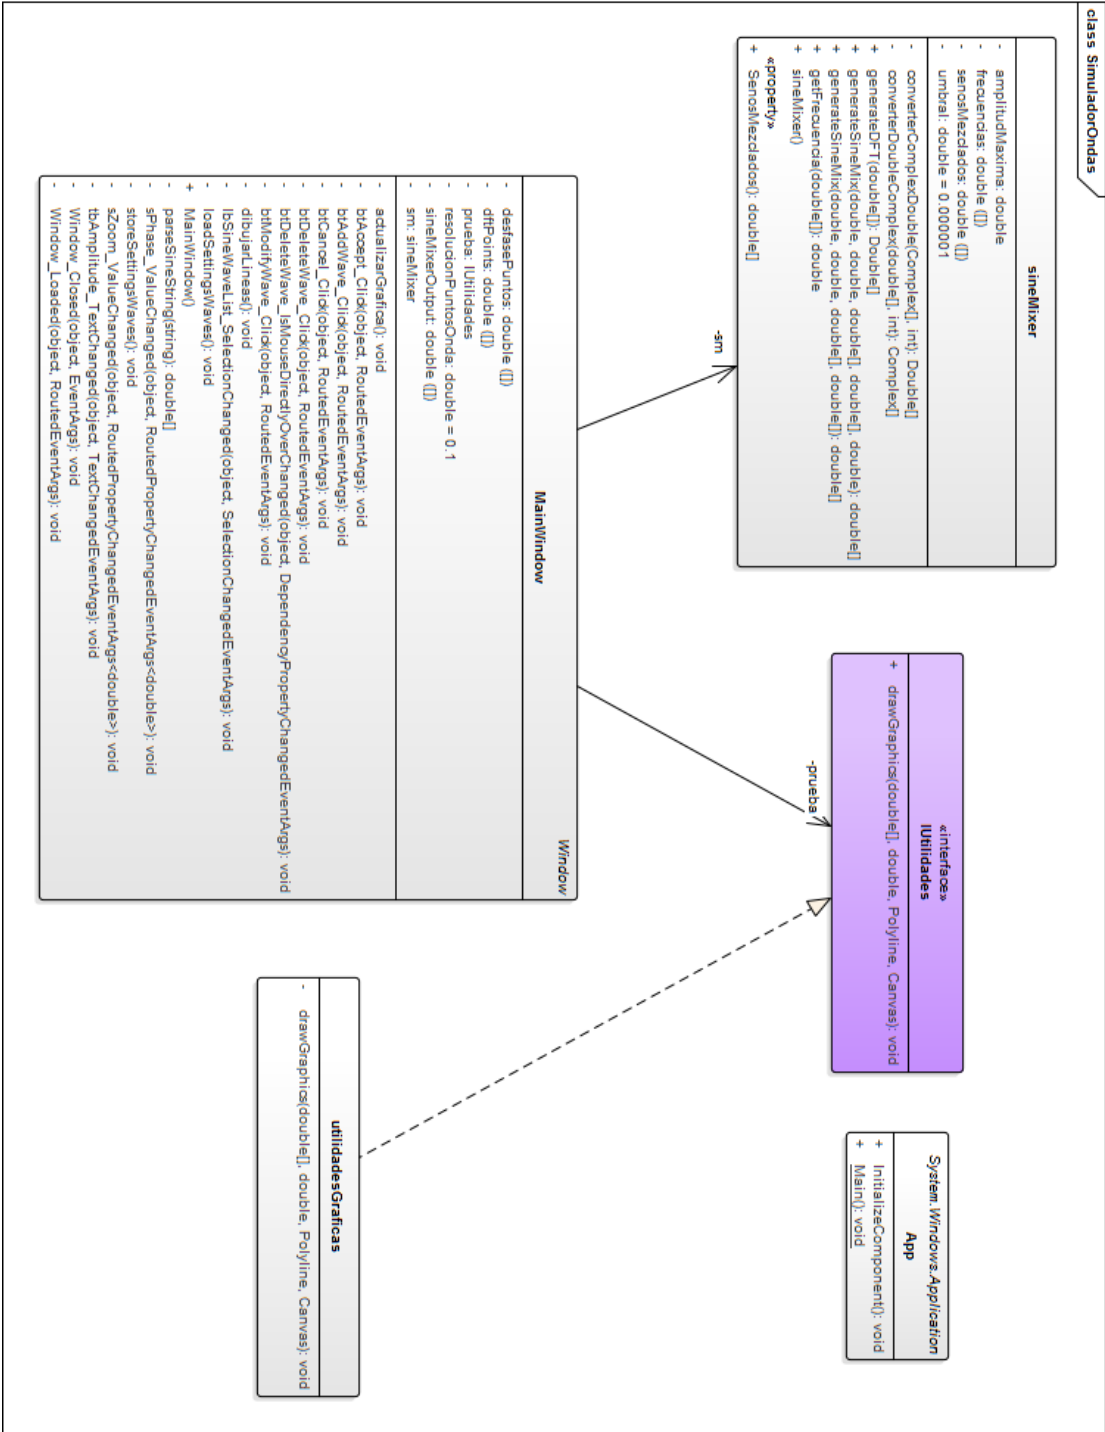 class SimuladorOndas
sineMixer
- amplitudMaxima: double
- frecuencias: double ([])
- senosMezclados: double ([])
- umbral: double = 0.000001
- converterComplexDouble(Complex[], int): Double[]
- converterDoubleComplex(double[], int): Complex[]
+ generateDFT(double[]): Double[]
+ generateSineMix(double, double[], double[], double): double[]
+ generateSineMix(double, double, double[], double[]): double[]
+ getFrecuencia(double[]): double
+ sineMixer()
«property»
+ SenosMezclados(): double[]
«interface»
IUtilidades
+ drawGraphics(double[], double, Polyline, Canvas): void
System.Windows.Application
App
+ InitializeComponent(): void
+ Main(): void
-sm
-prueba
Window
MainWindow
- desfasePuntos: double ([])
- dftPoints: double ([])
- prueba: IUtilidades
- resolucionPuntosOnda: double = 0.1
- sineMixerOutput: double ([])
- sm: sineMixer
- actualizarGrafica(): void
- btAccept_Click(object, RoutedEventArgs): void
- btAddWave_Click(object, RoutedEventArgs): void
- btCancel_Click(object, RoutedEventArgs): void
- btDeleteWave_Click(object, RoutedEventArgs): void
- btDeleteWave_IsMouseDirectlyOverChanged(object, DependencyPropertyChangedEventArgs): void
- btModifyWave_Click(object, RoutedEventArgs): void
- dibujarLineas(): void
- lbSineWaveList_SelectionChanged(object, SelectionChangedEventArgs): void
- loadSettingsWaves(): void
+ MainWindow()
- parseSineString(string): double[]
- sPhase_ValueChanged(object, RoutedPropertyChangedEventArgs<double>): void
- storeSettingsWaves(): void
- sZoom_ValueChanged(object, RoutedPropertyChangedEventArgs<double>): void
- tbAmplitude_TextChanged(object, TextChangedEventArgs): void
- Window_Closed(object, EventArgs): void
- Window_Loaded(object, RoutedEventArgs): void
utilidadesGraficas
- drawGraphics(double[], double, Polyline, Canvas): void